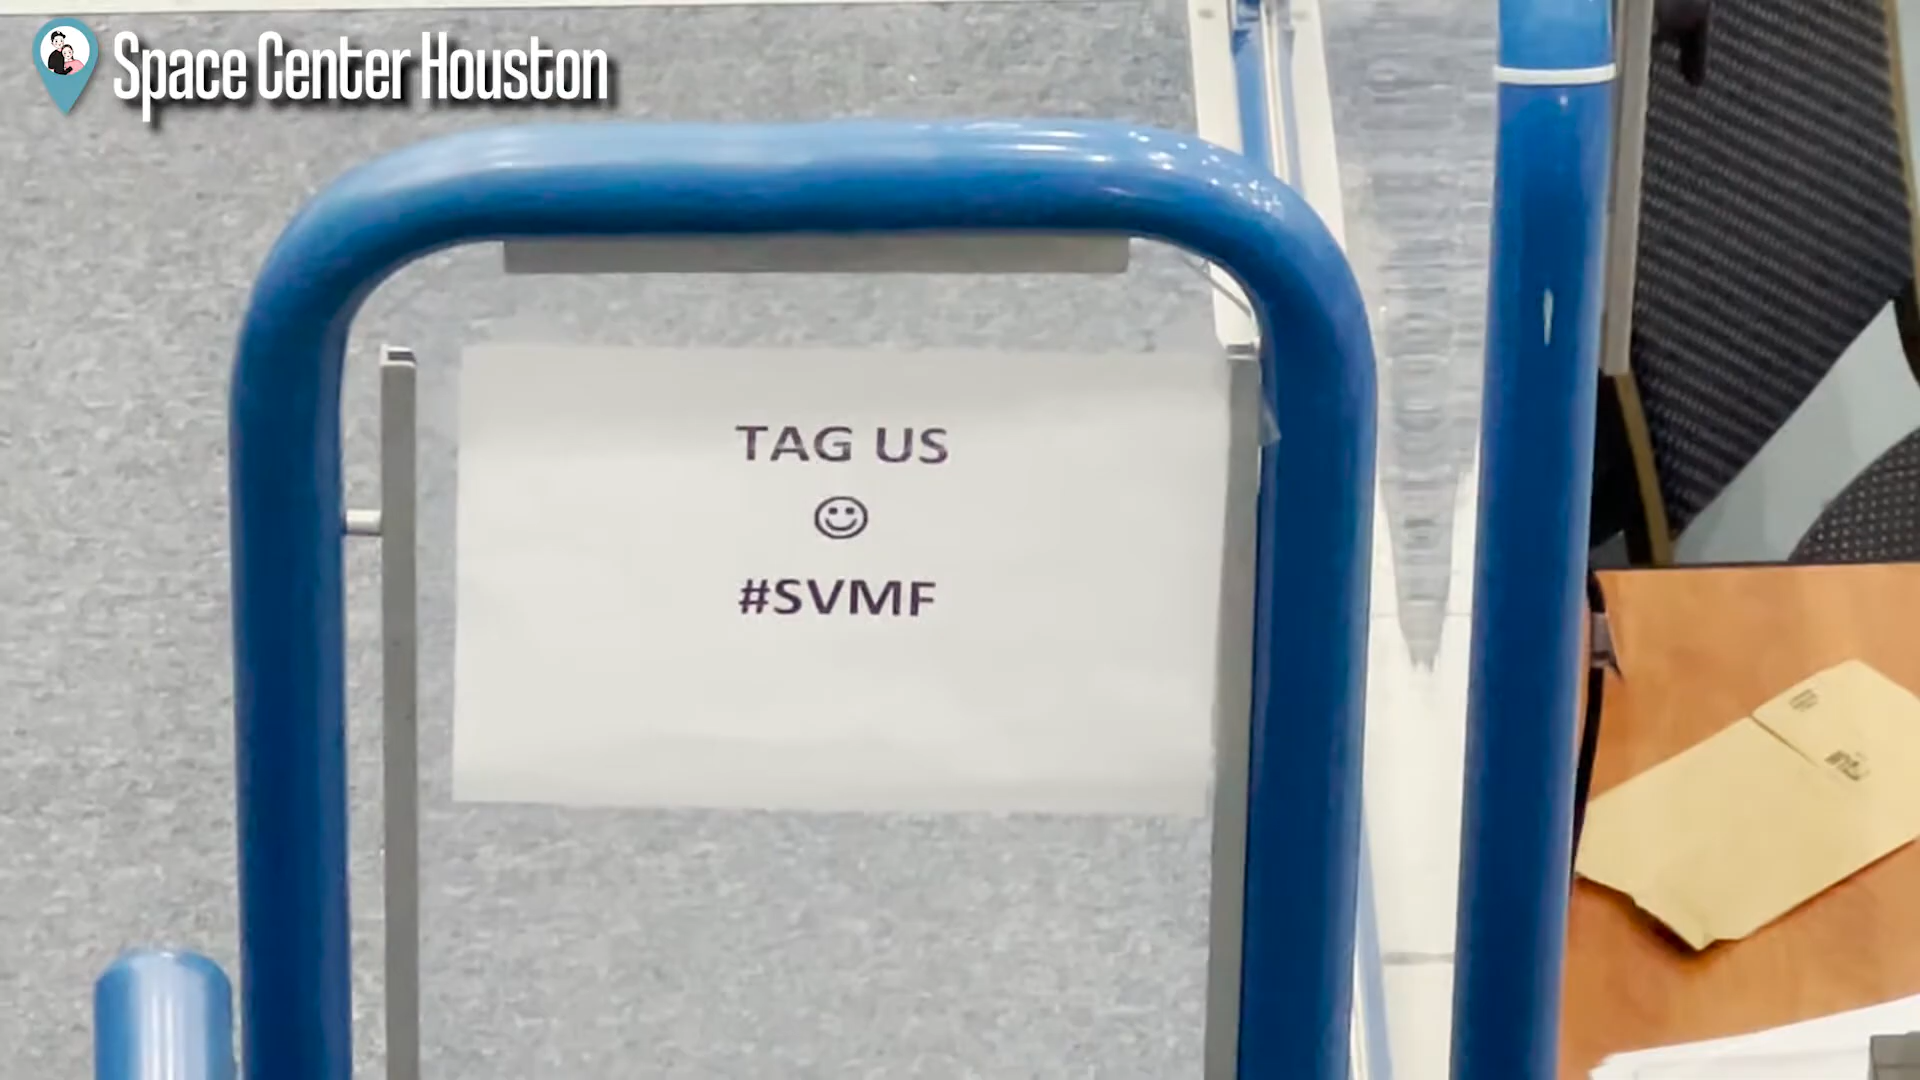 Space Center Houston
TAG US
☺
#SVMF